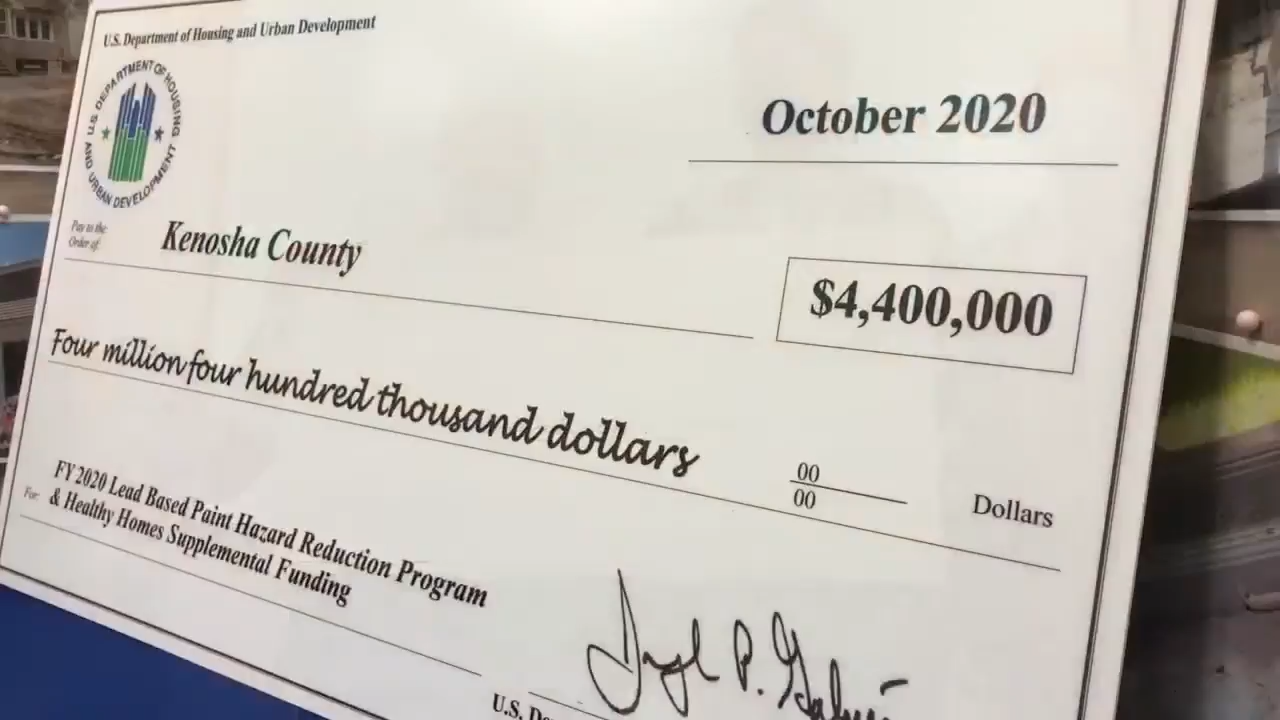 U.S. Department of Housing and Urban Development
U.S. DEPARTMENT OF HOUSING AND URBAN DEVELOPMENT
October 2020
Pay to the
Order of:
Kenosha County
$4,400,000
Four million four hundred thousand dollars
00
00
Dollars
For:
FY 2020 Lead Based Paint Hazard Reduction Program
& Healthy Homes Supplemental Funding
U.S.